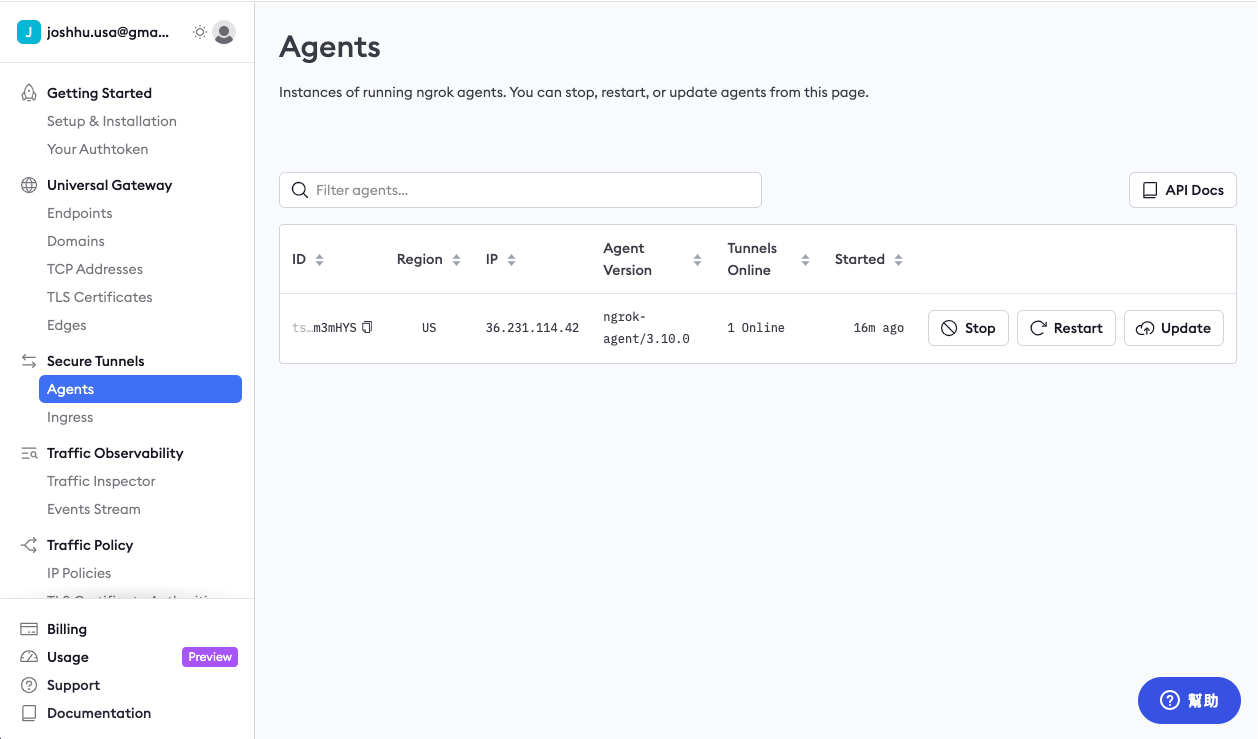 J joshhu.usa@gma...
Getting Started
Setup & Installation
Your Authtoken
Universal Gateway
Endpoints
Domains
TCP Addresses
TLS Certificates
Edges
Secure Tunnels
Agents
Ingress
Traffic Observability
Traffic Inspector
Events Stream
Traffic Policy
IP Policies
Billing
Usage Preview
Support
Documentation
Agents
Instances of running ngrok agents. You can stop, restart, or update agents from this page.
Filter agents...
API Docs
ID Region IP Agent Version Tunnels Online Started
ts…m3mHYS US 36.231.114.42 ngrok-agent/3.10.0 1 Online 16m ago Stop Restart Update
幫助